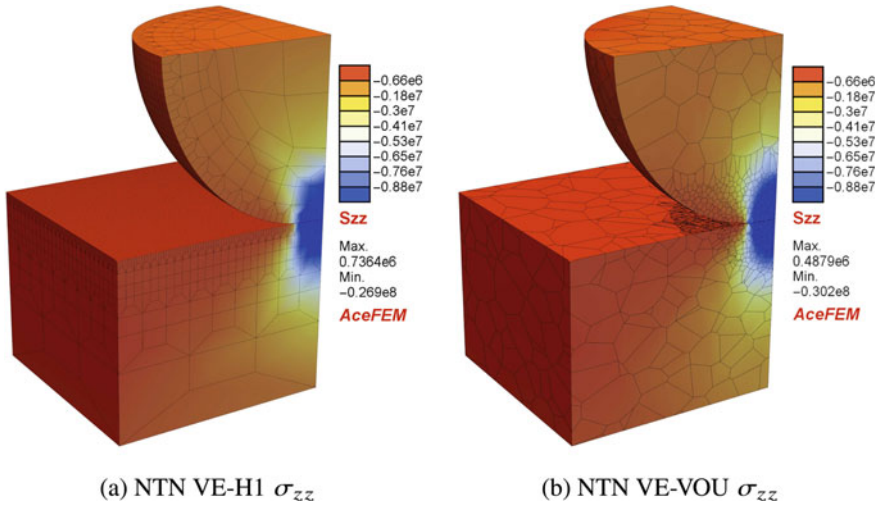 -0.66e6
-0.18e7
-0.3e7
-0.41e7
-0.53e7
-0.65e7
-0.76e7
-0.88e7
Szz
Max.
0.7364e6
Min.
-0.269e8
AceFEM
-0.66e6
-0.18e7
-0.3e7
-0.41e7
-0.53e7
-0.65e7
-0.76e7
-0.88e7
Szz
Max.
0.4879e6
Min.
-0.302e8
AceFEM
(a) NTN VE-H1 σzz
(b) NTN VE-VOU σzz